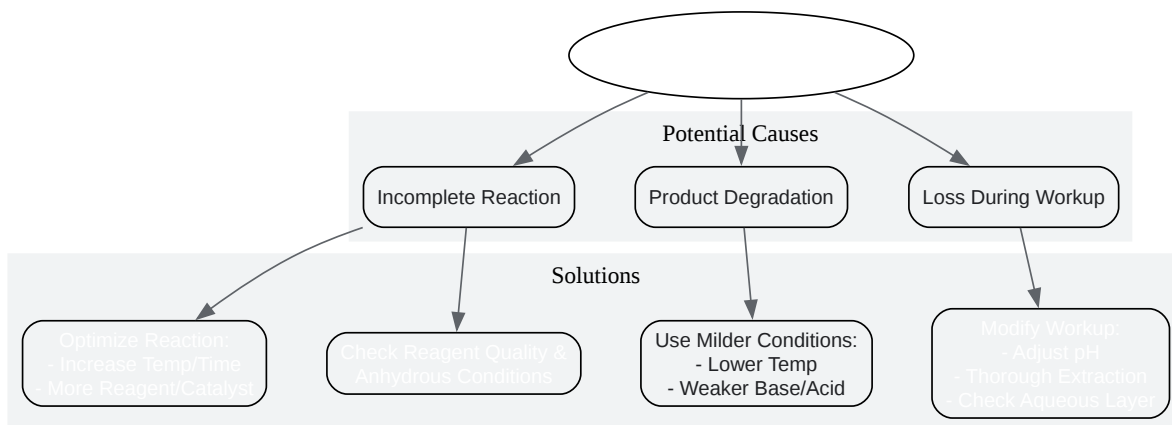 Potential Causes
Incomplete Reaction
Product Degradation
Loss During Workup
Solutions
Optimize Reaction:
- Increase Temp/Time
- More Reagent/Catalyst
Check Reagent Quality &
Anhydrous Conditions
Use Milder Conditions:
- Lower Temp
- Weaker Base/Acid
Modify Workup:
- Adjust pH
- Thorough Extraction
- Check Aqueous Layer